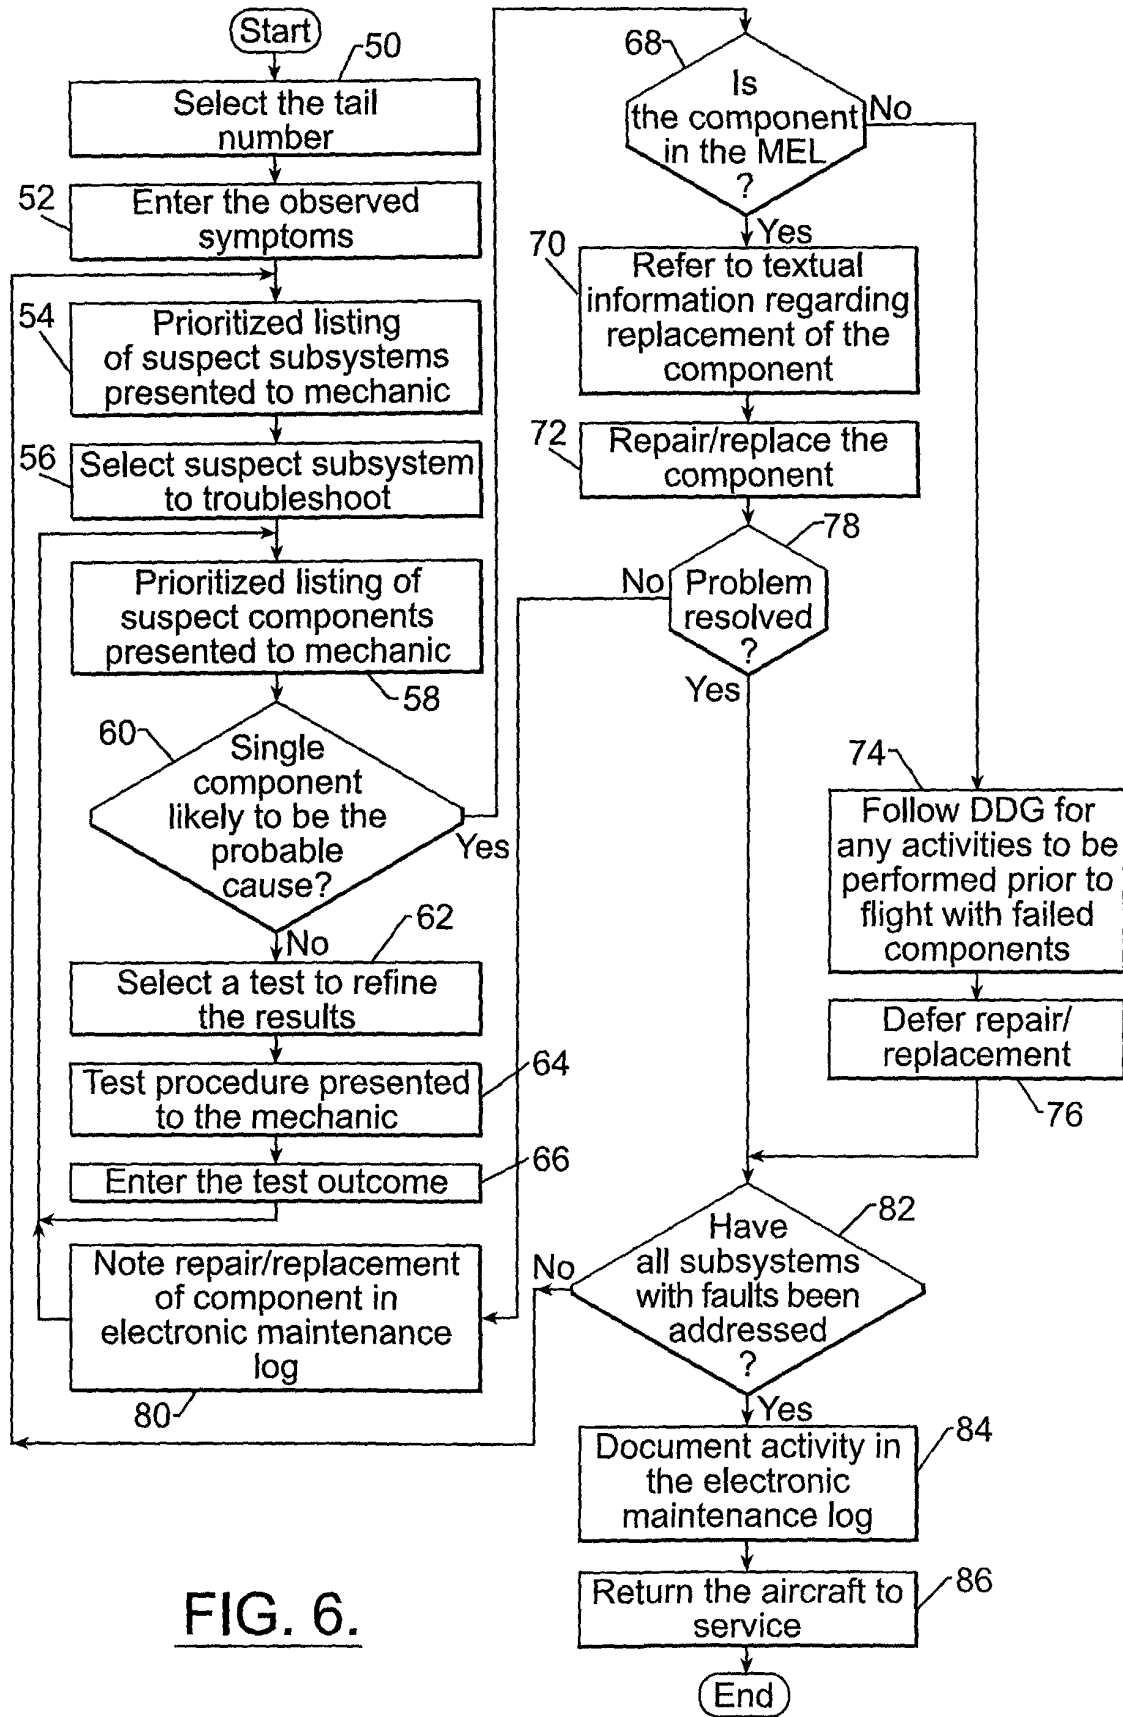 Start
50
Select the tail
number
52
Enter the observed
symptoms
54
Prioritized listing
of suspect subsystems
presented to mechanic
56
Select suspect subsystem
to troubleshoot
Prioritized listing of
suspect components
presented to mechanic
58
60
Single
component
likely to be the
probable
cause?
Yes
No
62
Select a test to refine
the results
64
Test procedure presented
to the mechanic
66
Enter the test outcome
Note repair/replacement
of component in
electronic maintenance
log
80
68
Is
the component
in the MEL
?
No
Yes
70
Refer to textual
information regarding
replacement of the
component
72
Repair/replace the
component
78
No
Problem
resolved
?
Yes
74
Follow DDG for
any activities to be
performed prior to
flight with failed
components
Defer repair/
replacement
76
82
Have
all subsystems
with faults been
addressed
?
No
Yes
84
Document activity in
the electronic
maintenance log
86
Return the aircraft to
service
End
FIG. 6.